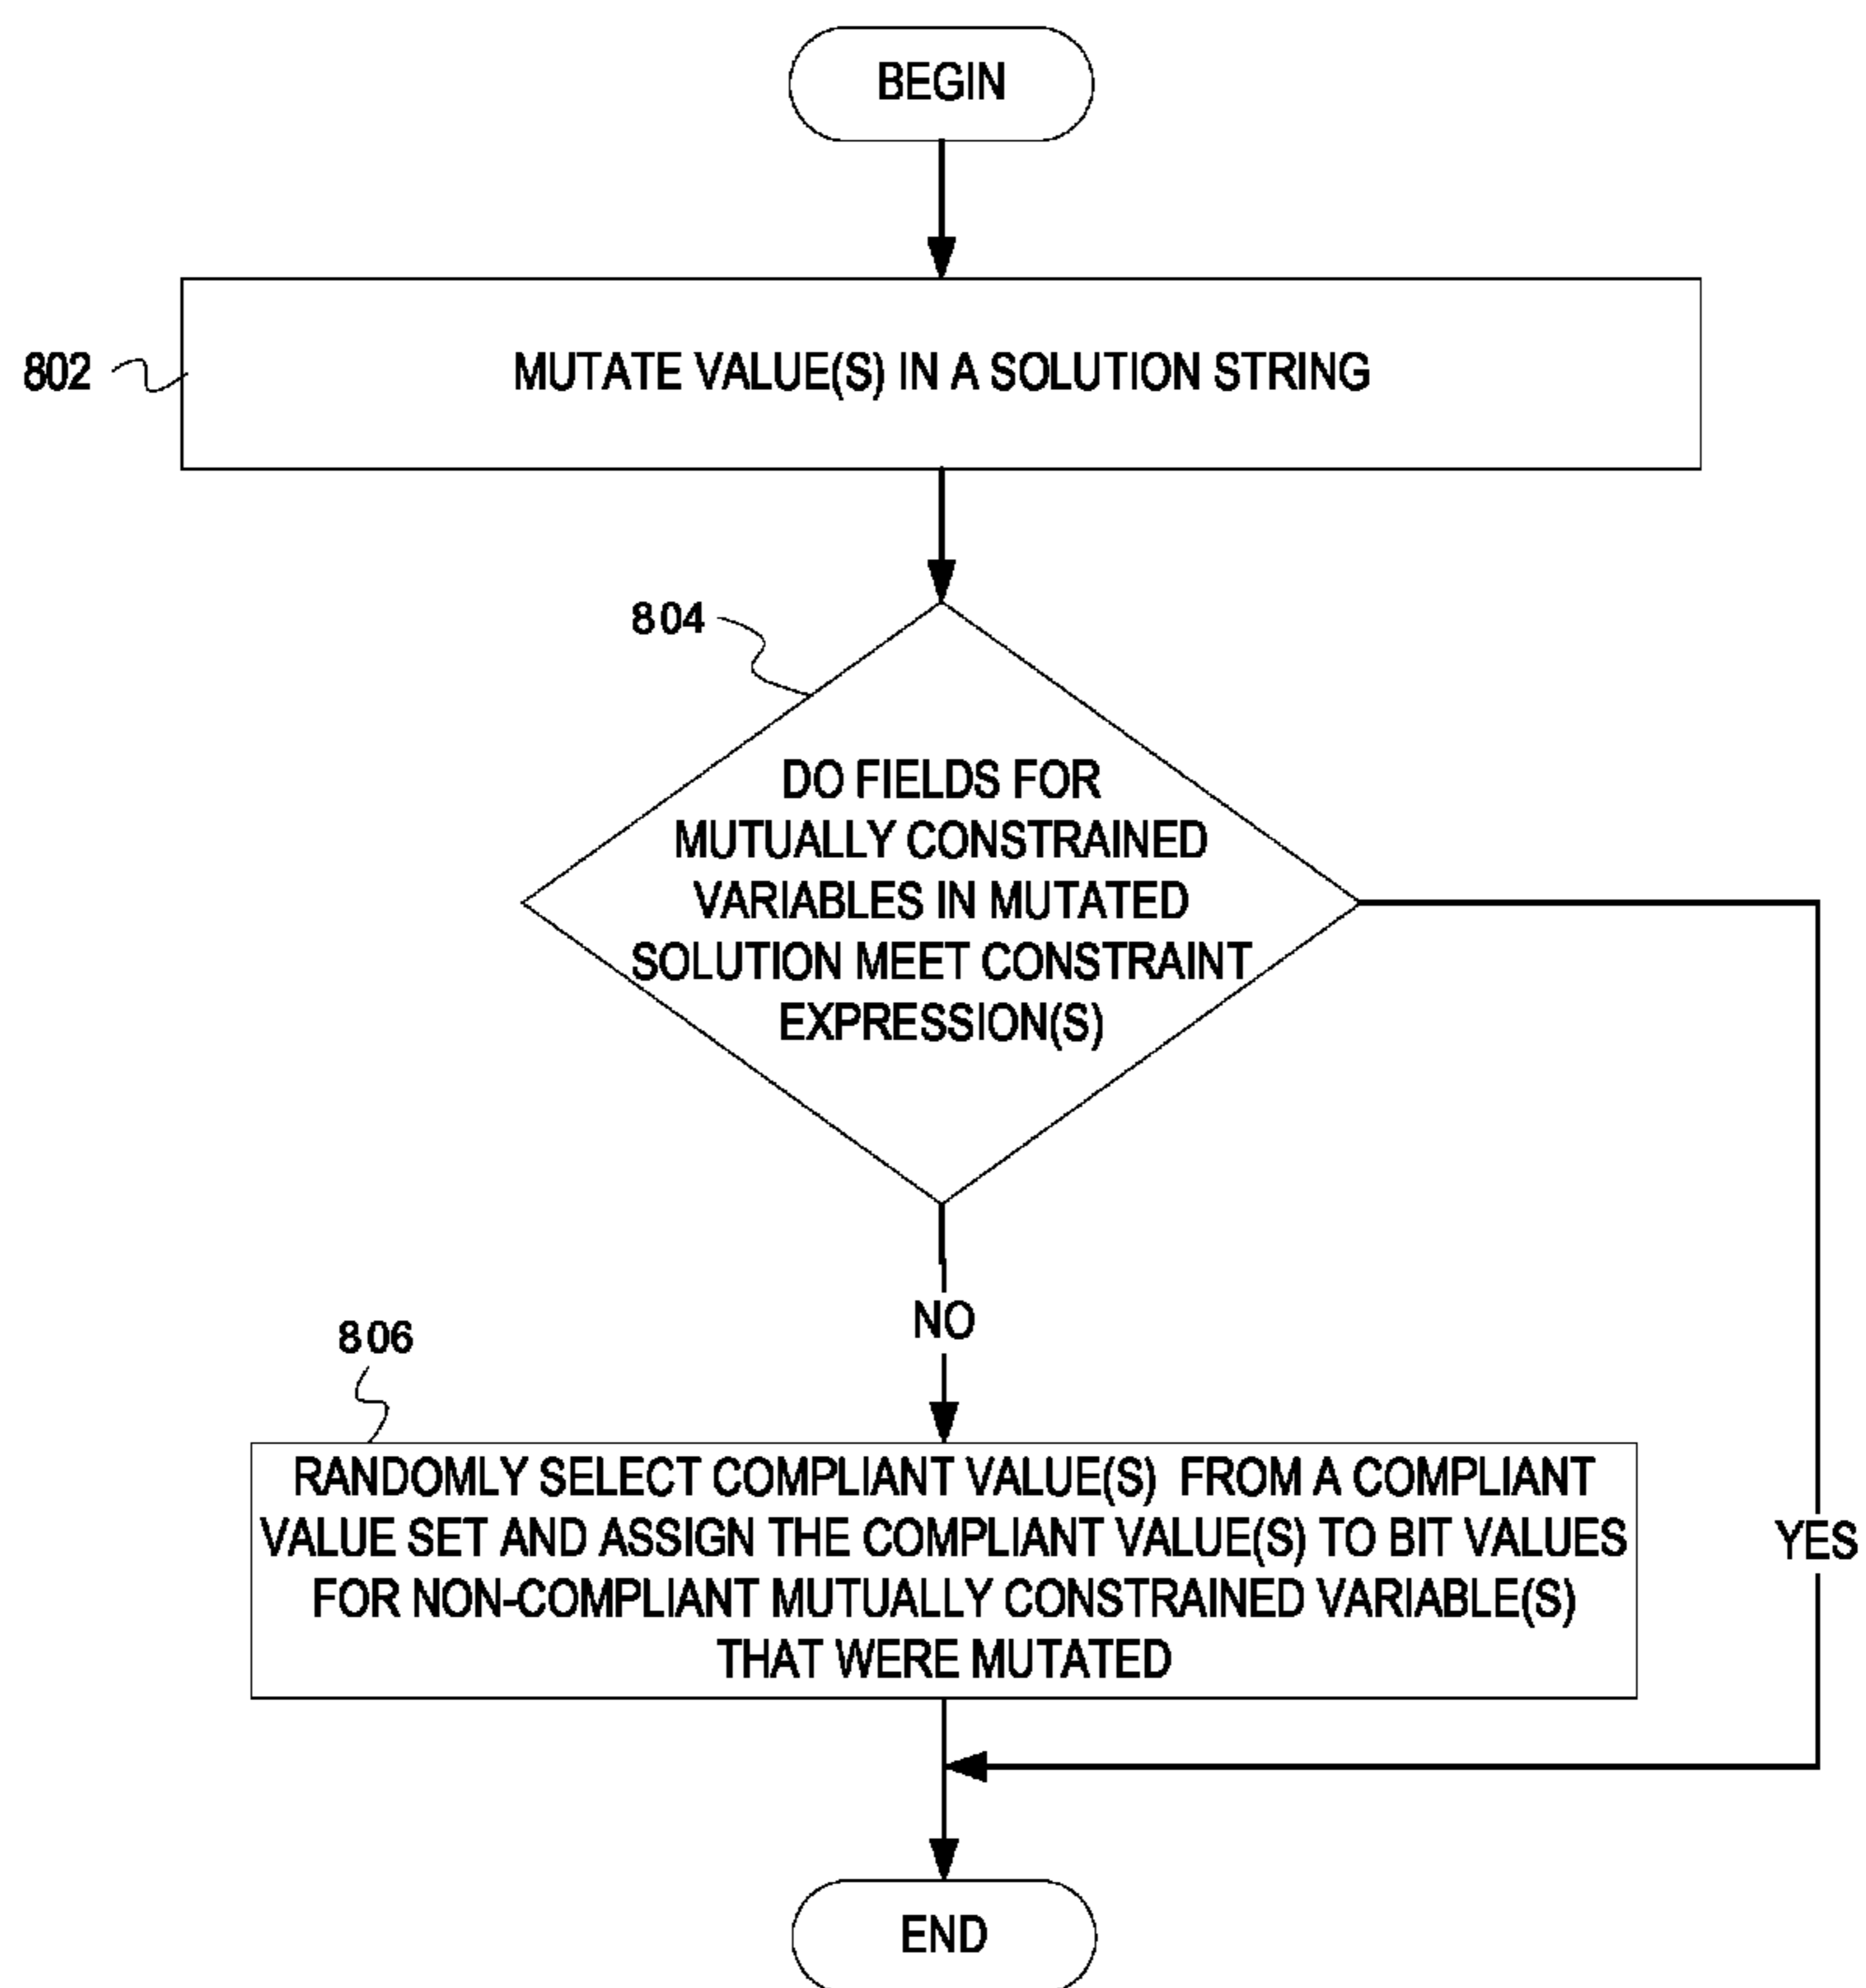 BEGIN
802
MUTATE VALUE(S) IN A SOLUTION STRING
804
DO FIELDS FOR
MUTUALLY CONSTRAINED
VARIABLES IN MUTATED
SOLUTION MEET CONSTRAINT
EXPRESSION(S)
NO
806
RANDOMLY SELECT COMPLIANT VALUE(S) FROM A COMPLIANT
VALUE SET AND ASSIGN THE COMPLIANT VALUE(S) TO BIT VALUES
FOR NON-COMPLIANT MUTUALLY CONSTRAINED VARIABLE(S)
THAT WERE MUTATED
YES
END